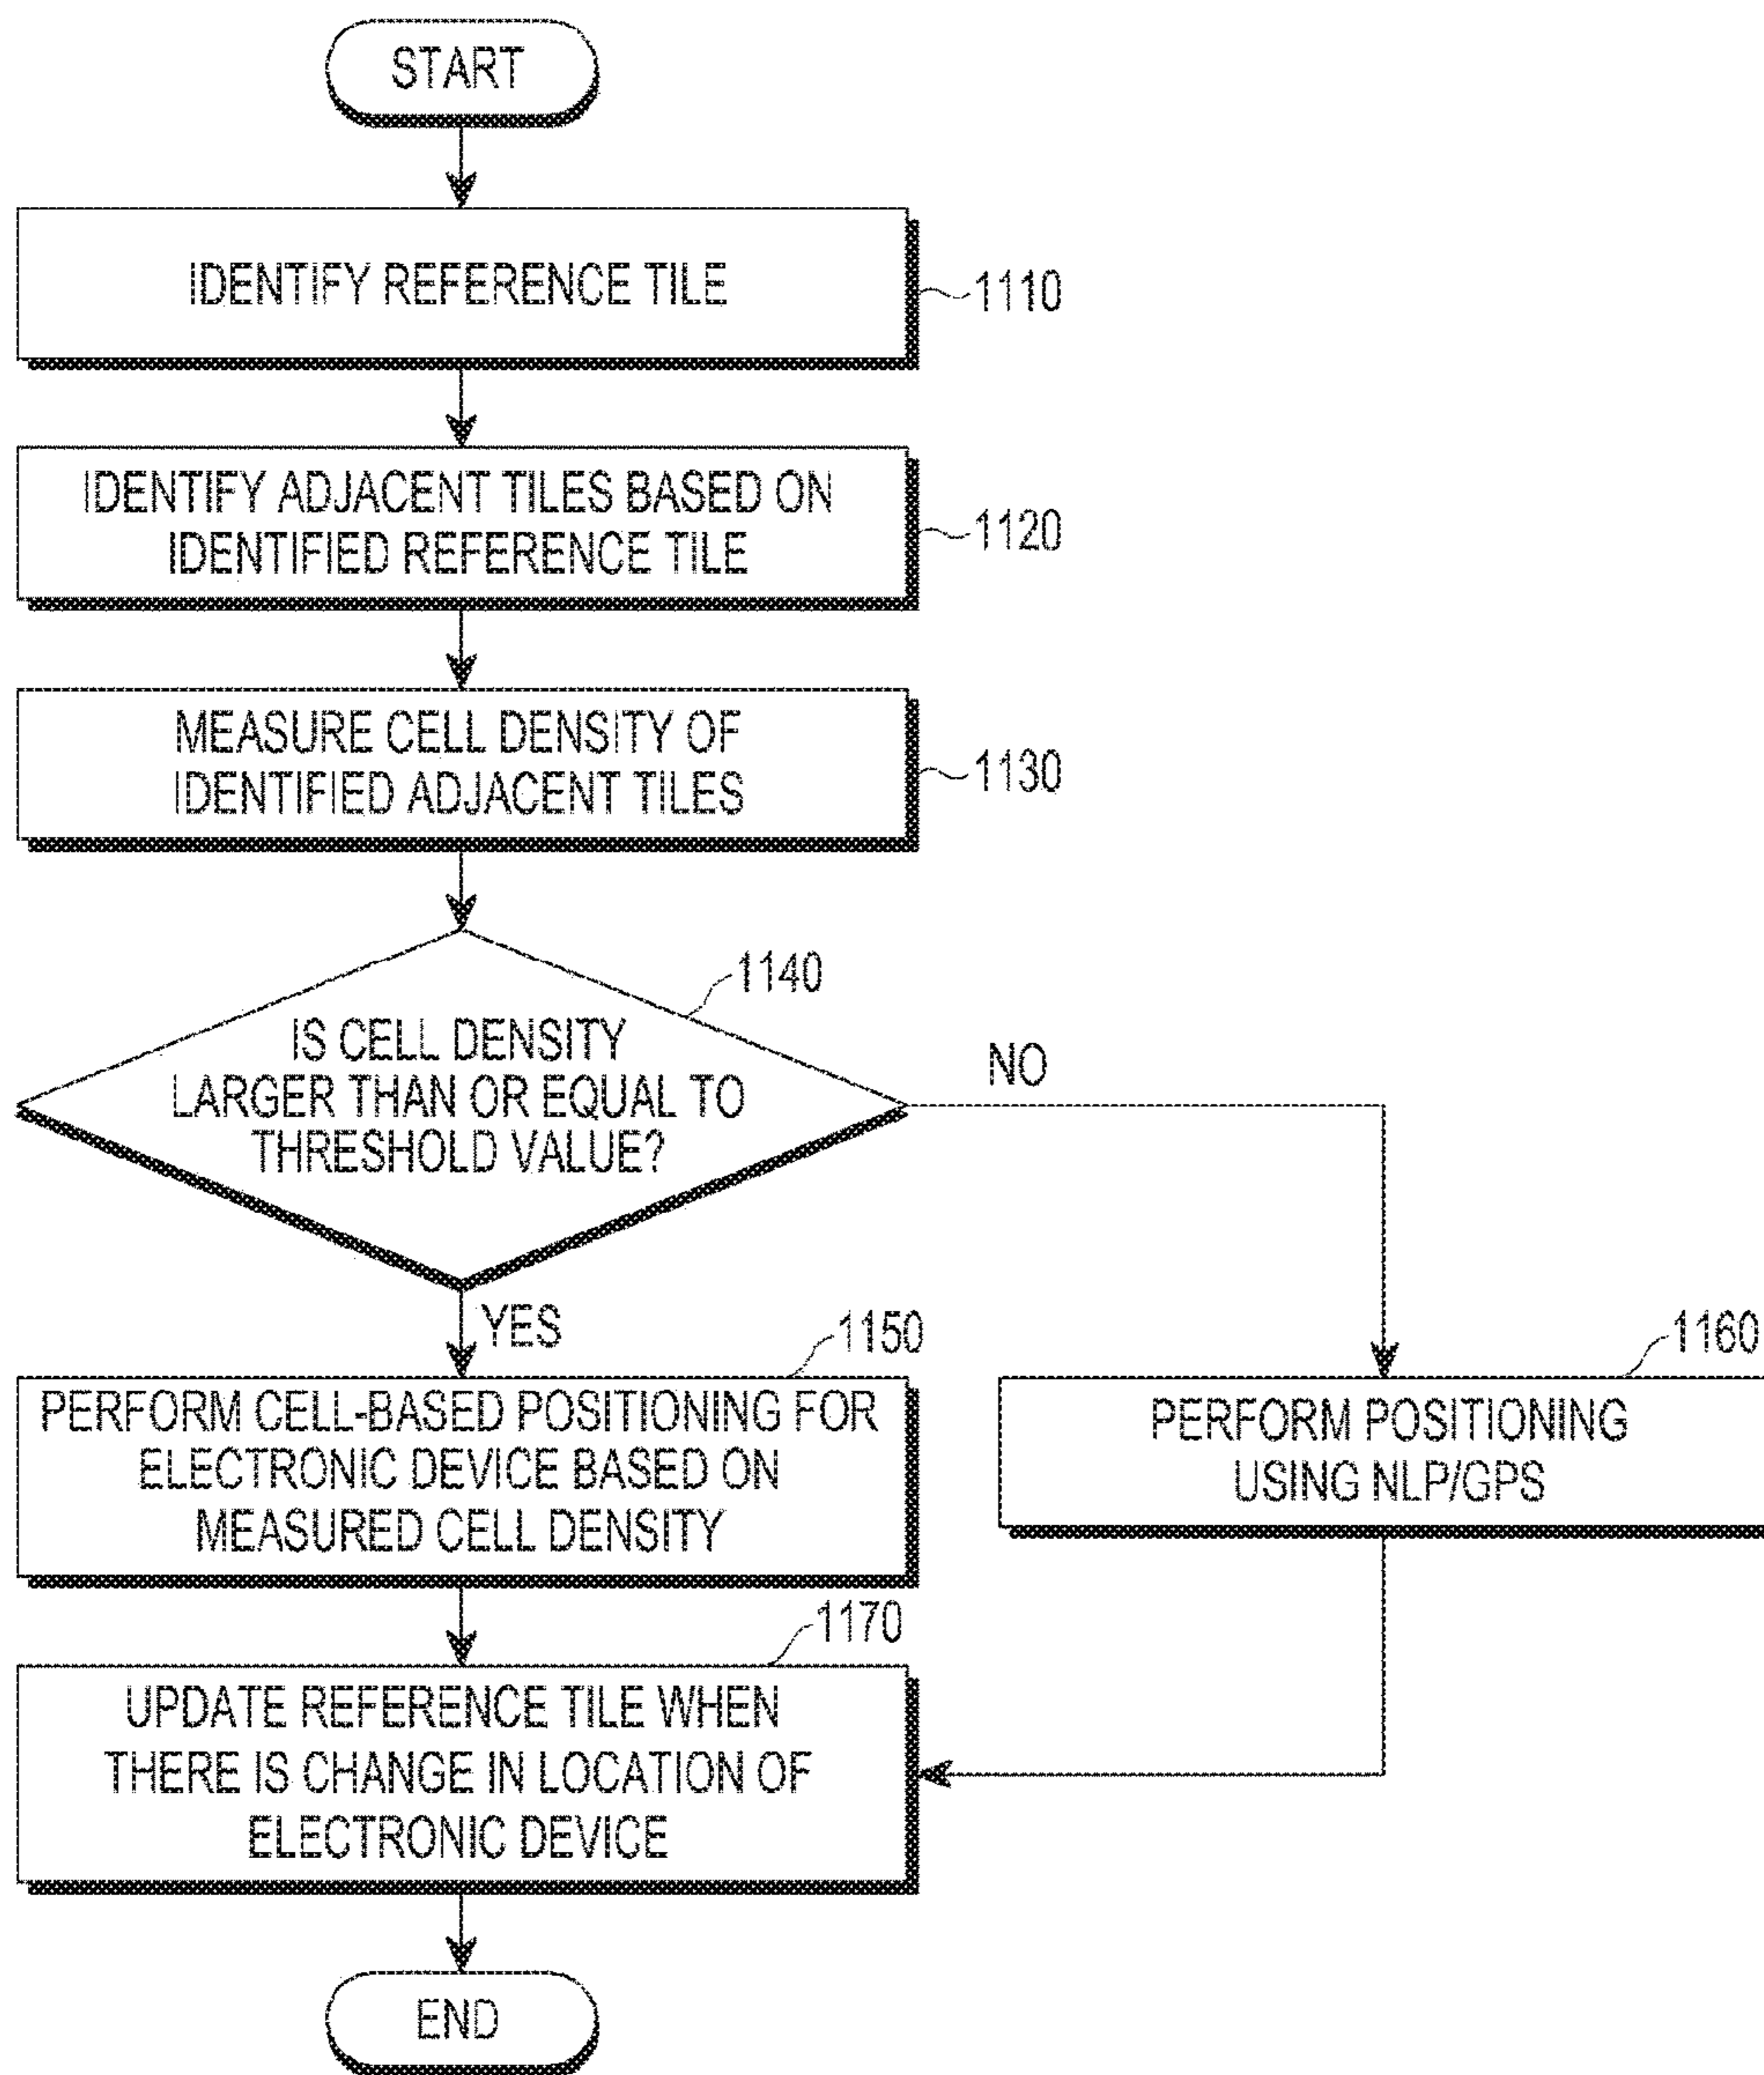 START
IDENTIFY REFERENCE TILE
1110
IDENTIFY ADJACENT TILES BASED ON
IDENTIFIED REFERENCE TILE
1120
MEASURE CELL DENSITY OF
IDENTIFIED ADJACENT TILES
1130
1140
IS CELL DENSITY
LARGER THAN OR EQUAL TO
THRESHOLD VALUE?
NO
YES
1150
PERFORM CELL-BASED POSITIONING FOR
ELECTRONIC DEVICE BASED ON
MEASURED CELL DENSITY
1160
PERFORM POSITIONING
USING NLP/GPS
1170
UPDATE REFERENCE TILE WHEN
THERE IS CHANGE IN LOCATION OF
ELECTRONIC DEVICE
END